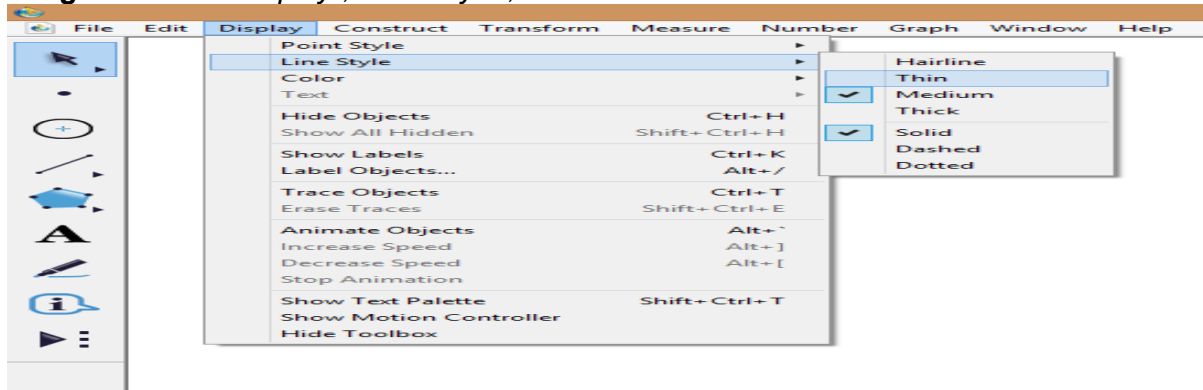 File Edit Display Construct Transform Measure Number Graph Window Help
Point Style
Line Style
Color
Text
Hide Objects Ctrl+H
Show All Hidden Shift+Ctrl+H
Show Labels Ctrl+K
Label Objects... Alt+/
Trace Objects Ctrl+T
Erase Traces Shift+Ctrl+E
Animate Objects Alt+`
Increase Speed Alt+]
Decrease Speed Alt+[
Stop Animation
Show Text Palette Shift+Ctrl+T
Show Motion Controller
Hide Toolbox
Hairline
Thin
Medium
Thick
Solid
Dashed
Dotted
A
i